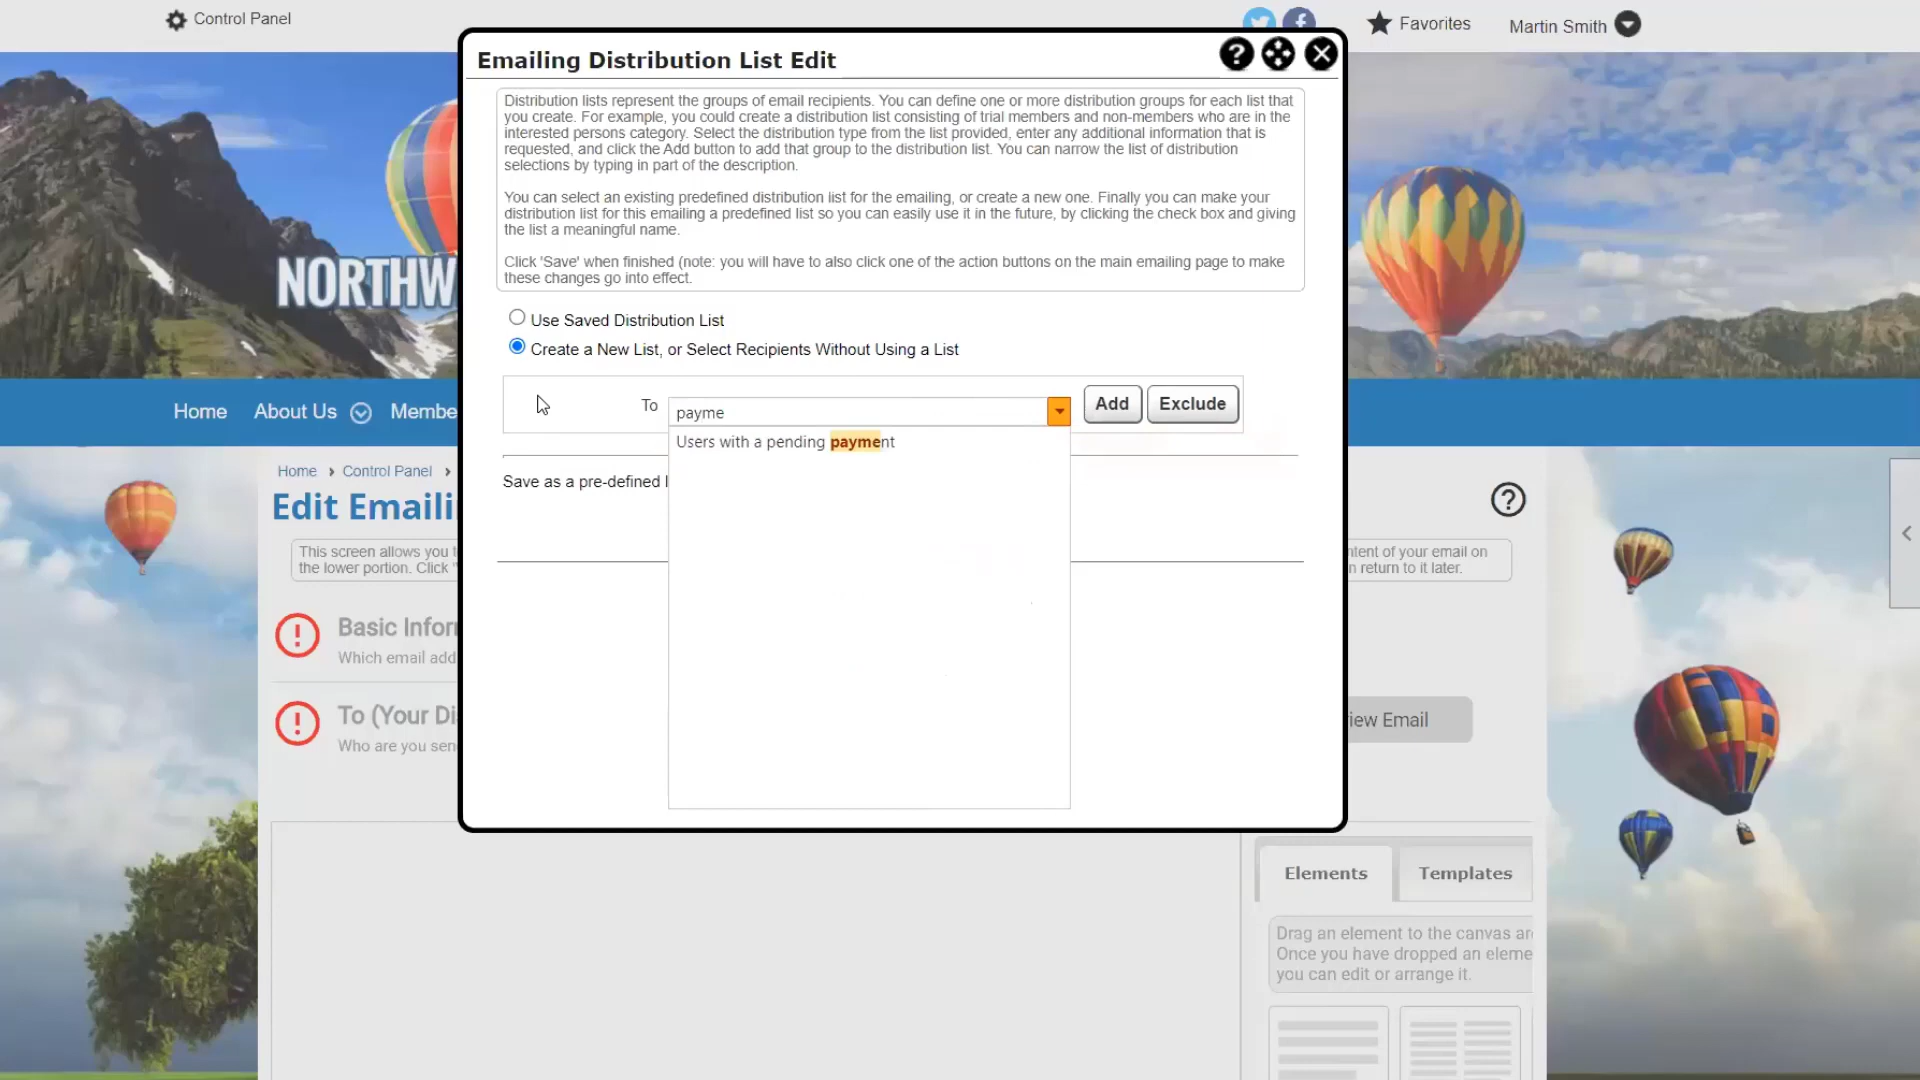 Control Panel
Favorites
Martin Smith
Emailing Distribution List Edit
Distribution lists represent the groups of email recipients. You can define one or more distribution groups for each list that
you create. For example, you could create a distribution list consisting of trial members and non-members who are in the
interested persons category. Select the distribution type from the list provided, enter any additional information that is
requested, and click the Add button to add that group to the distribution list. You can narrow the list of distribution
selections by typing in part of the description.
You can select an existing predefined distribution list for the emailing, or create a new one. Finally you can make your
distribution list for this emailing a predefined list so you can easily use it in the future, by clicking the check box and giving
the list a meaningful name.
Click 'Save' when finished (note: you will have to also click one of the action buttons on the main emailing page to make
these changes go into effect.
NORTHW
Use Saved Distribution List
Create a New List, or Select Recipients Without Using a List
Home About Us Membe
To payme Add Exclude
Users with a pending payment
Home › Control Panel ›
Save as a pre-defined l
Edit Emaili
This screen allows you t
ntent of your email on
the lower portion. Click "
n return to it later.
Basic Inforn
Which email add
To (Your Di
Who are you sen
iew Email
Elements Templates
Drag an element to the canvas are
Once you have dropped an eleme
you can edit or arrange it.